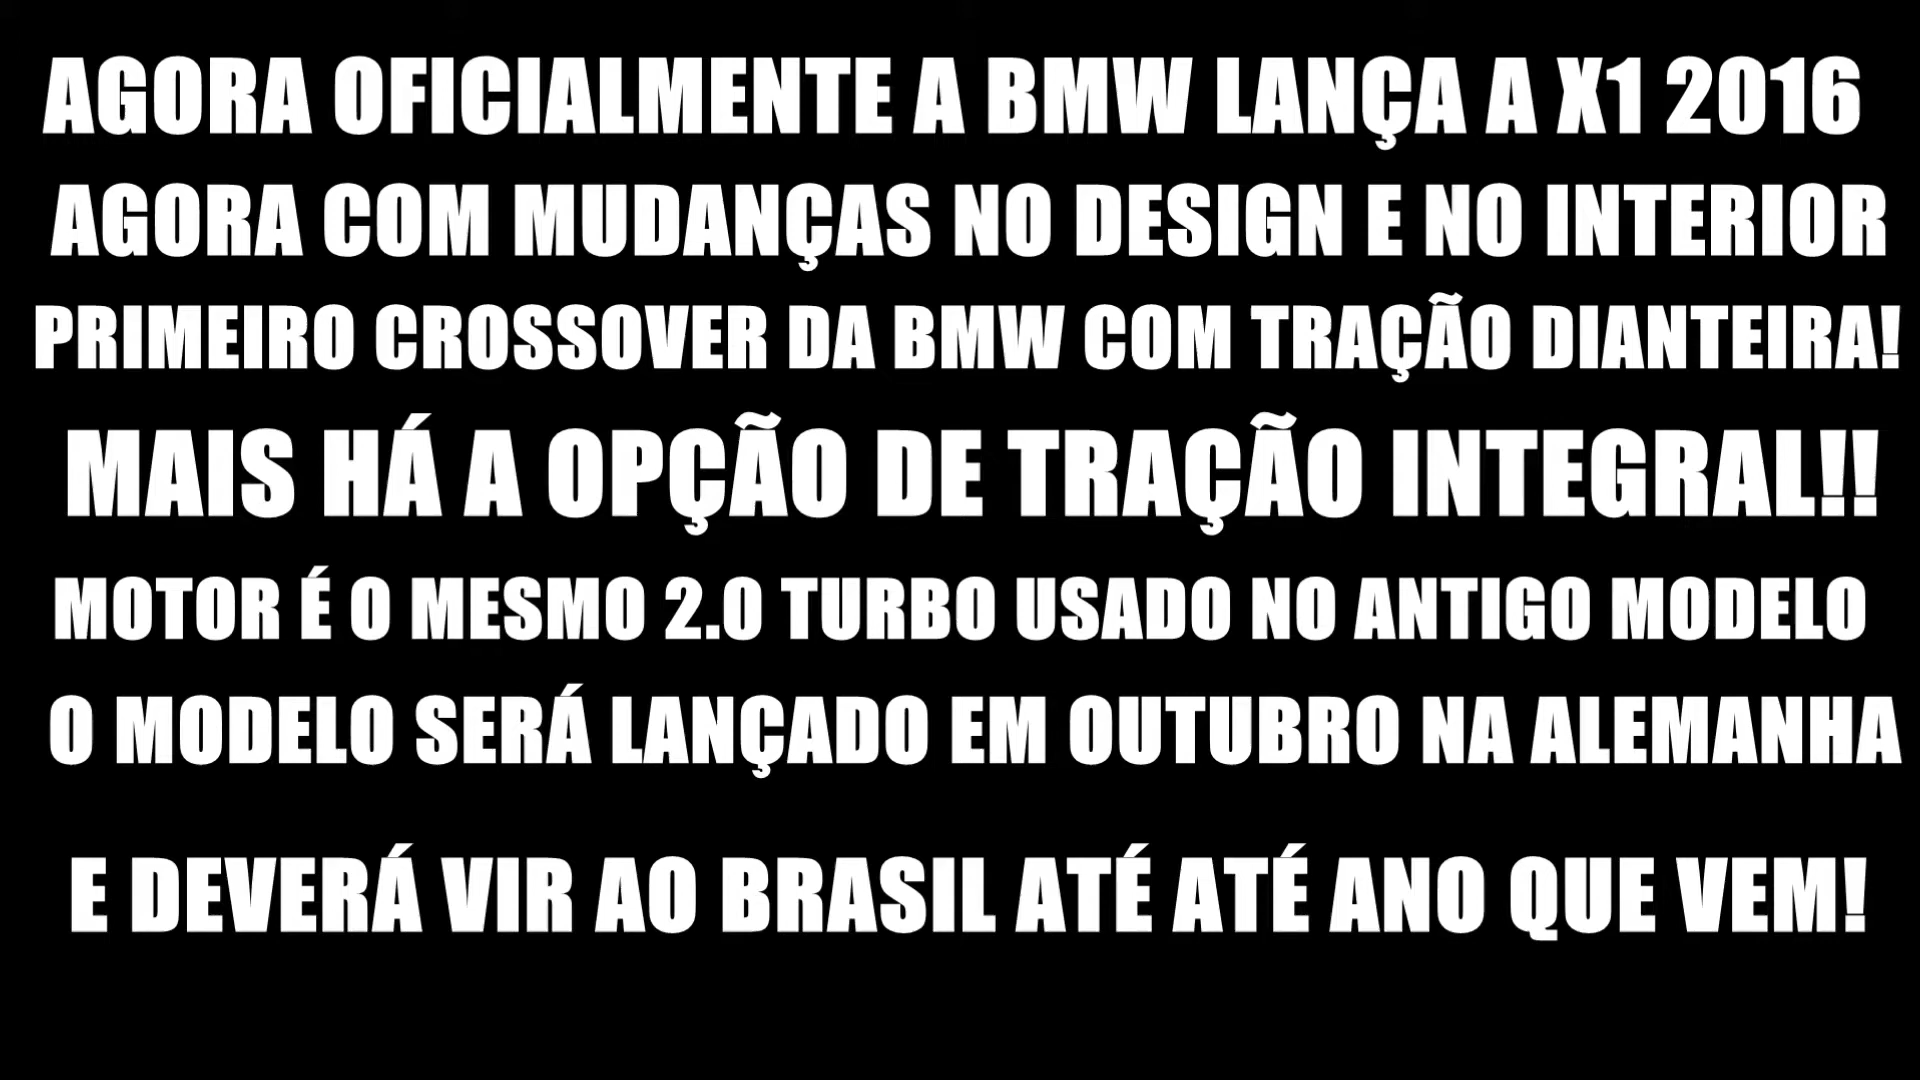 AGORA OFICIALMENTE A BMW LANÇA A X1 2016
AGORA COM MUDANÇAS NO DESIGN E NO INTERIOR
PRIMEIRO CROSSOVER DA BMW COM TRAÇÃO DIANTEIRA!
MAIS HÁ A OPÇÃO DE TRAÇÃO INTEGRAL!!
MOTOR É O MESMO 2.0 TURBO USADO NO ANTIGO MODELO
O MODELO SERÁ LANÇADO EM OUTUBRO NA ALEMANHA
E DEVERÁ VIR AO BRASIL ATÉ ATÉ ANO QUE VEM!